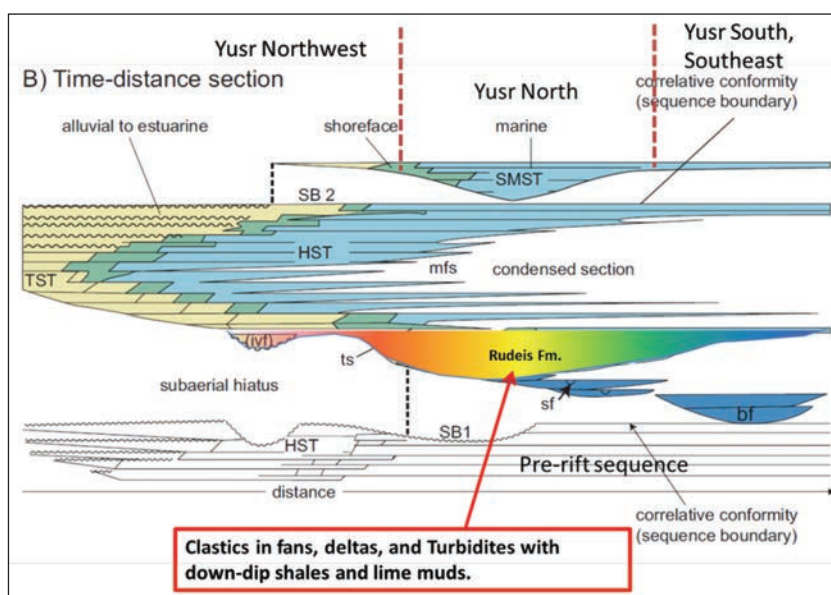 Yusr Northwest
Yusr South,
Southeast
B) Time-distance section
Yusr North
correlative conformity
(sequence boundary)
alluvial to estuarine
shoreface
marine
SMST
SB 2
HST
mfs
condensed section
TST
(ivf)
ts
Rudeis Fm.
subaerial hiatus
sf
bf
HST
SB1
Pre-rift sequence
distance
correlative conformity
(sequence boundary)
Clastics in fans, deltas, and Turbidites with
down-dip shales and lime muds.